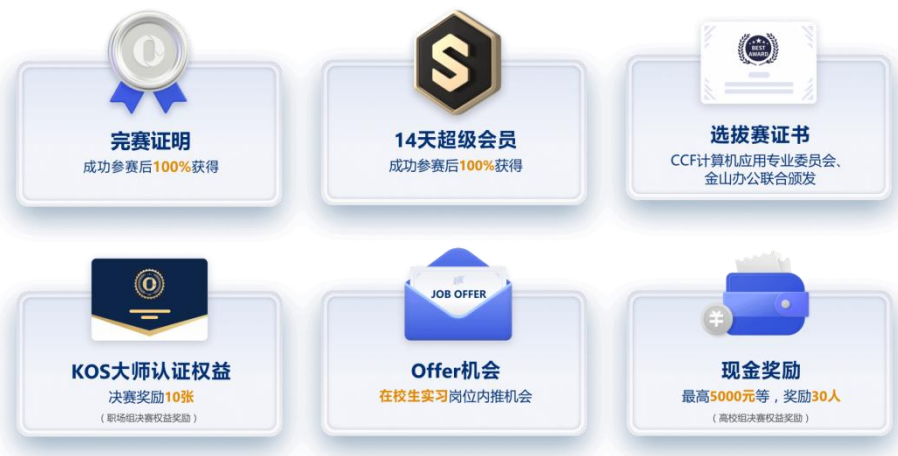 完赛证明
成功参赛后100%获得
S
14天超级会员
成功参赛后100%获得
BEST
AWARD
选拔赛证书
CCF计算机应用专业委员会、
金山办公联合颁发
KOS大师认证权益
决赛奖励10张
（职场组决赛权益奖励）
JOB OFFER
Offer机会
在校生实习岗位内推机会
¥
现金奖励
最高5000元等，奖励30人
（高校组决赛权益奖励）